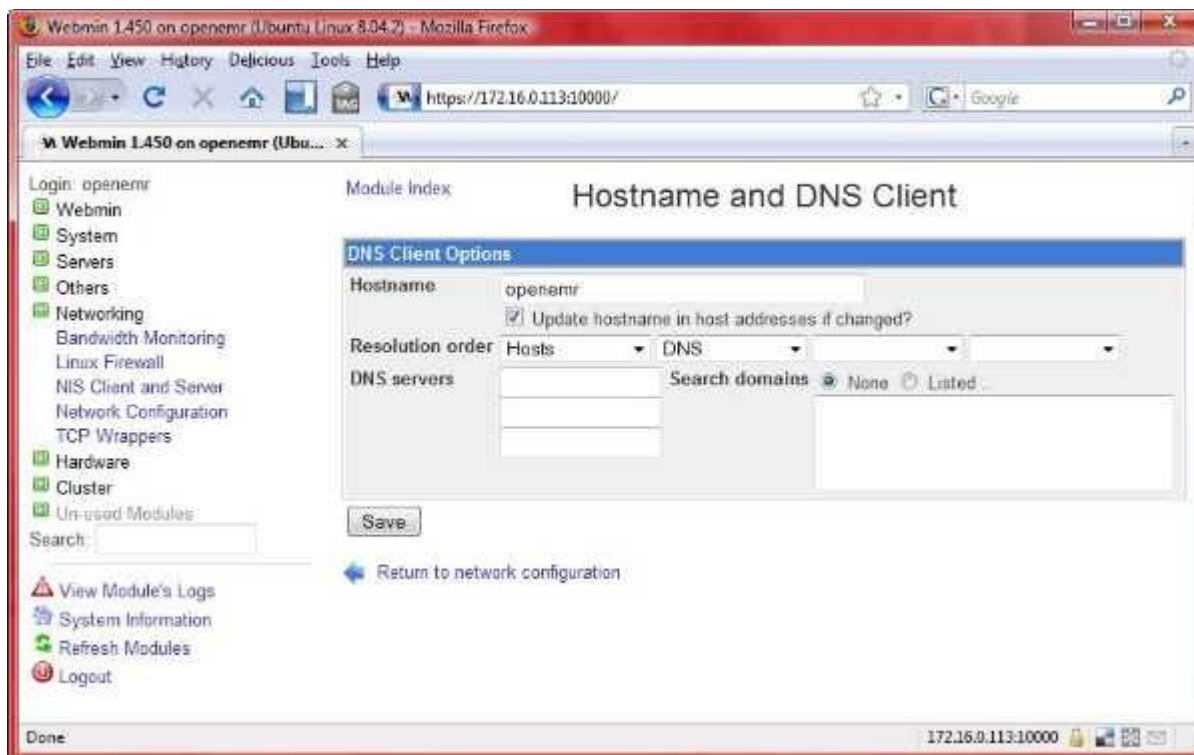 Webmin 1.450 on openemr (Ubuntu Linux 8.04.2) - Mozilla Firefox
File Edit View History Delicious Tools Help
https://172.16.0.113:10000/
Google
Webmin 1.450 on openemr (Ubu...
Login: openemr
Webmin
System
Servers
Others
Networking
Bandwidth Monitoring
Linux Firewall
NIS Client and Server
Network Configuration
TCP Wrappers
Hardware
Cluster
Un-used Modules
Search:
View Module's Logs
System Information
Refresh Modules
Logout
Module Index
Hostname and DNS Client
DNS Client Options
Hostname openemr
Update hostname in host addresses if changed?
Resolution order Hosts DNS
DNS servers Search domains None Listed ..
Save
Return to network configuration
Done 172.16.0.113:10000